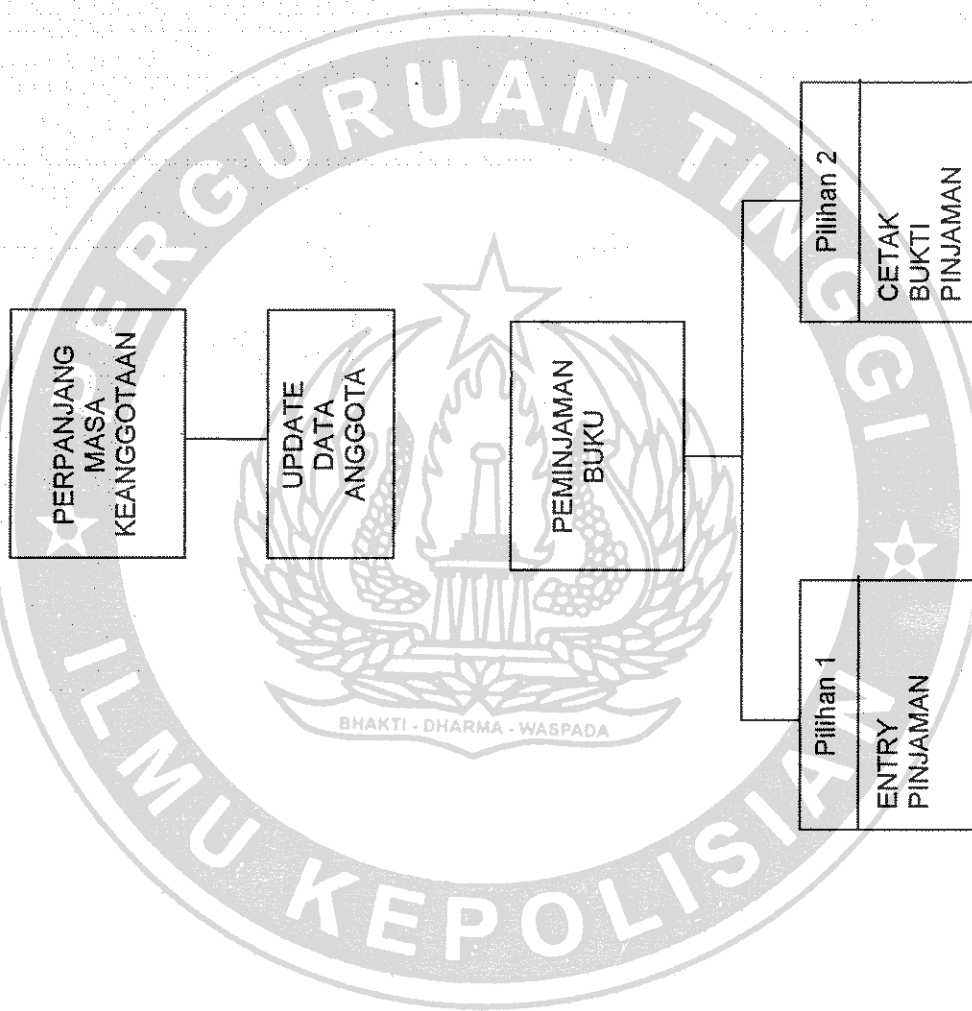 PERPANJANG
MASA
KEANGGOTAAN
UPDATE
DATA
ANGGOTA
PEMINJAMAN
BUKU
Pilihan 1
ENTRY
PINJAMAN
Pilihan 2
CETAK
BUKTI
PINJAMAN
PERGURUAN TINGGI
ILMU KEPOLISIAN
BHAKTI - DHARMA - WASPADA